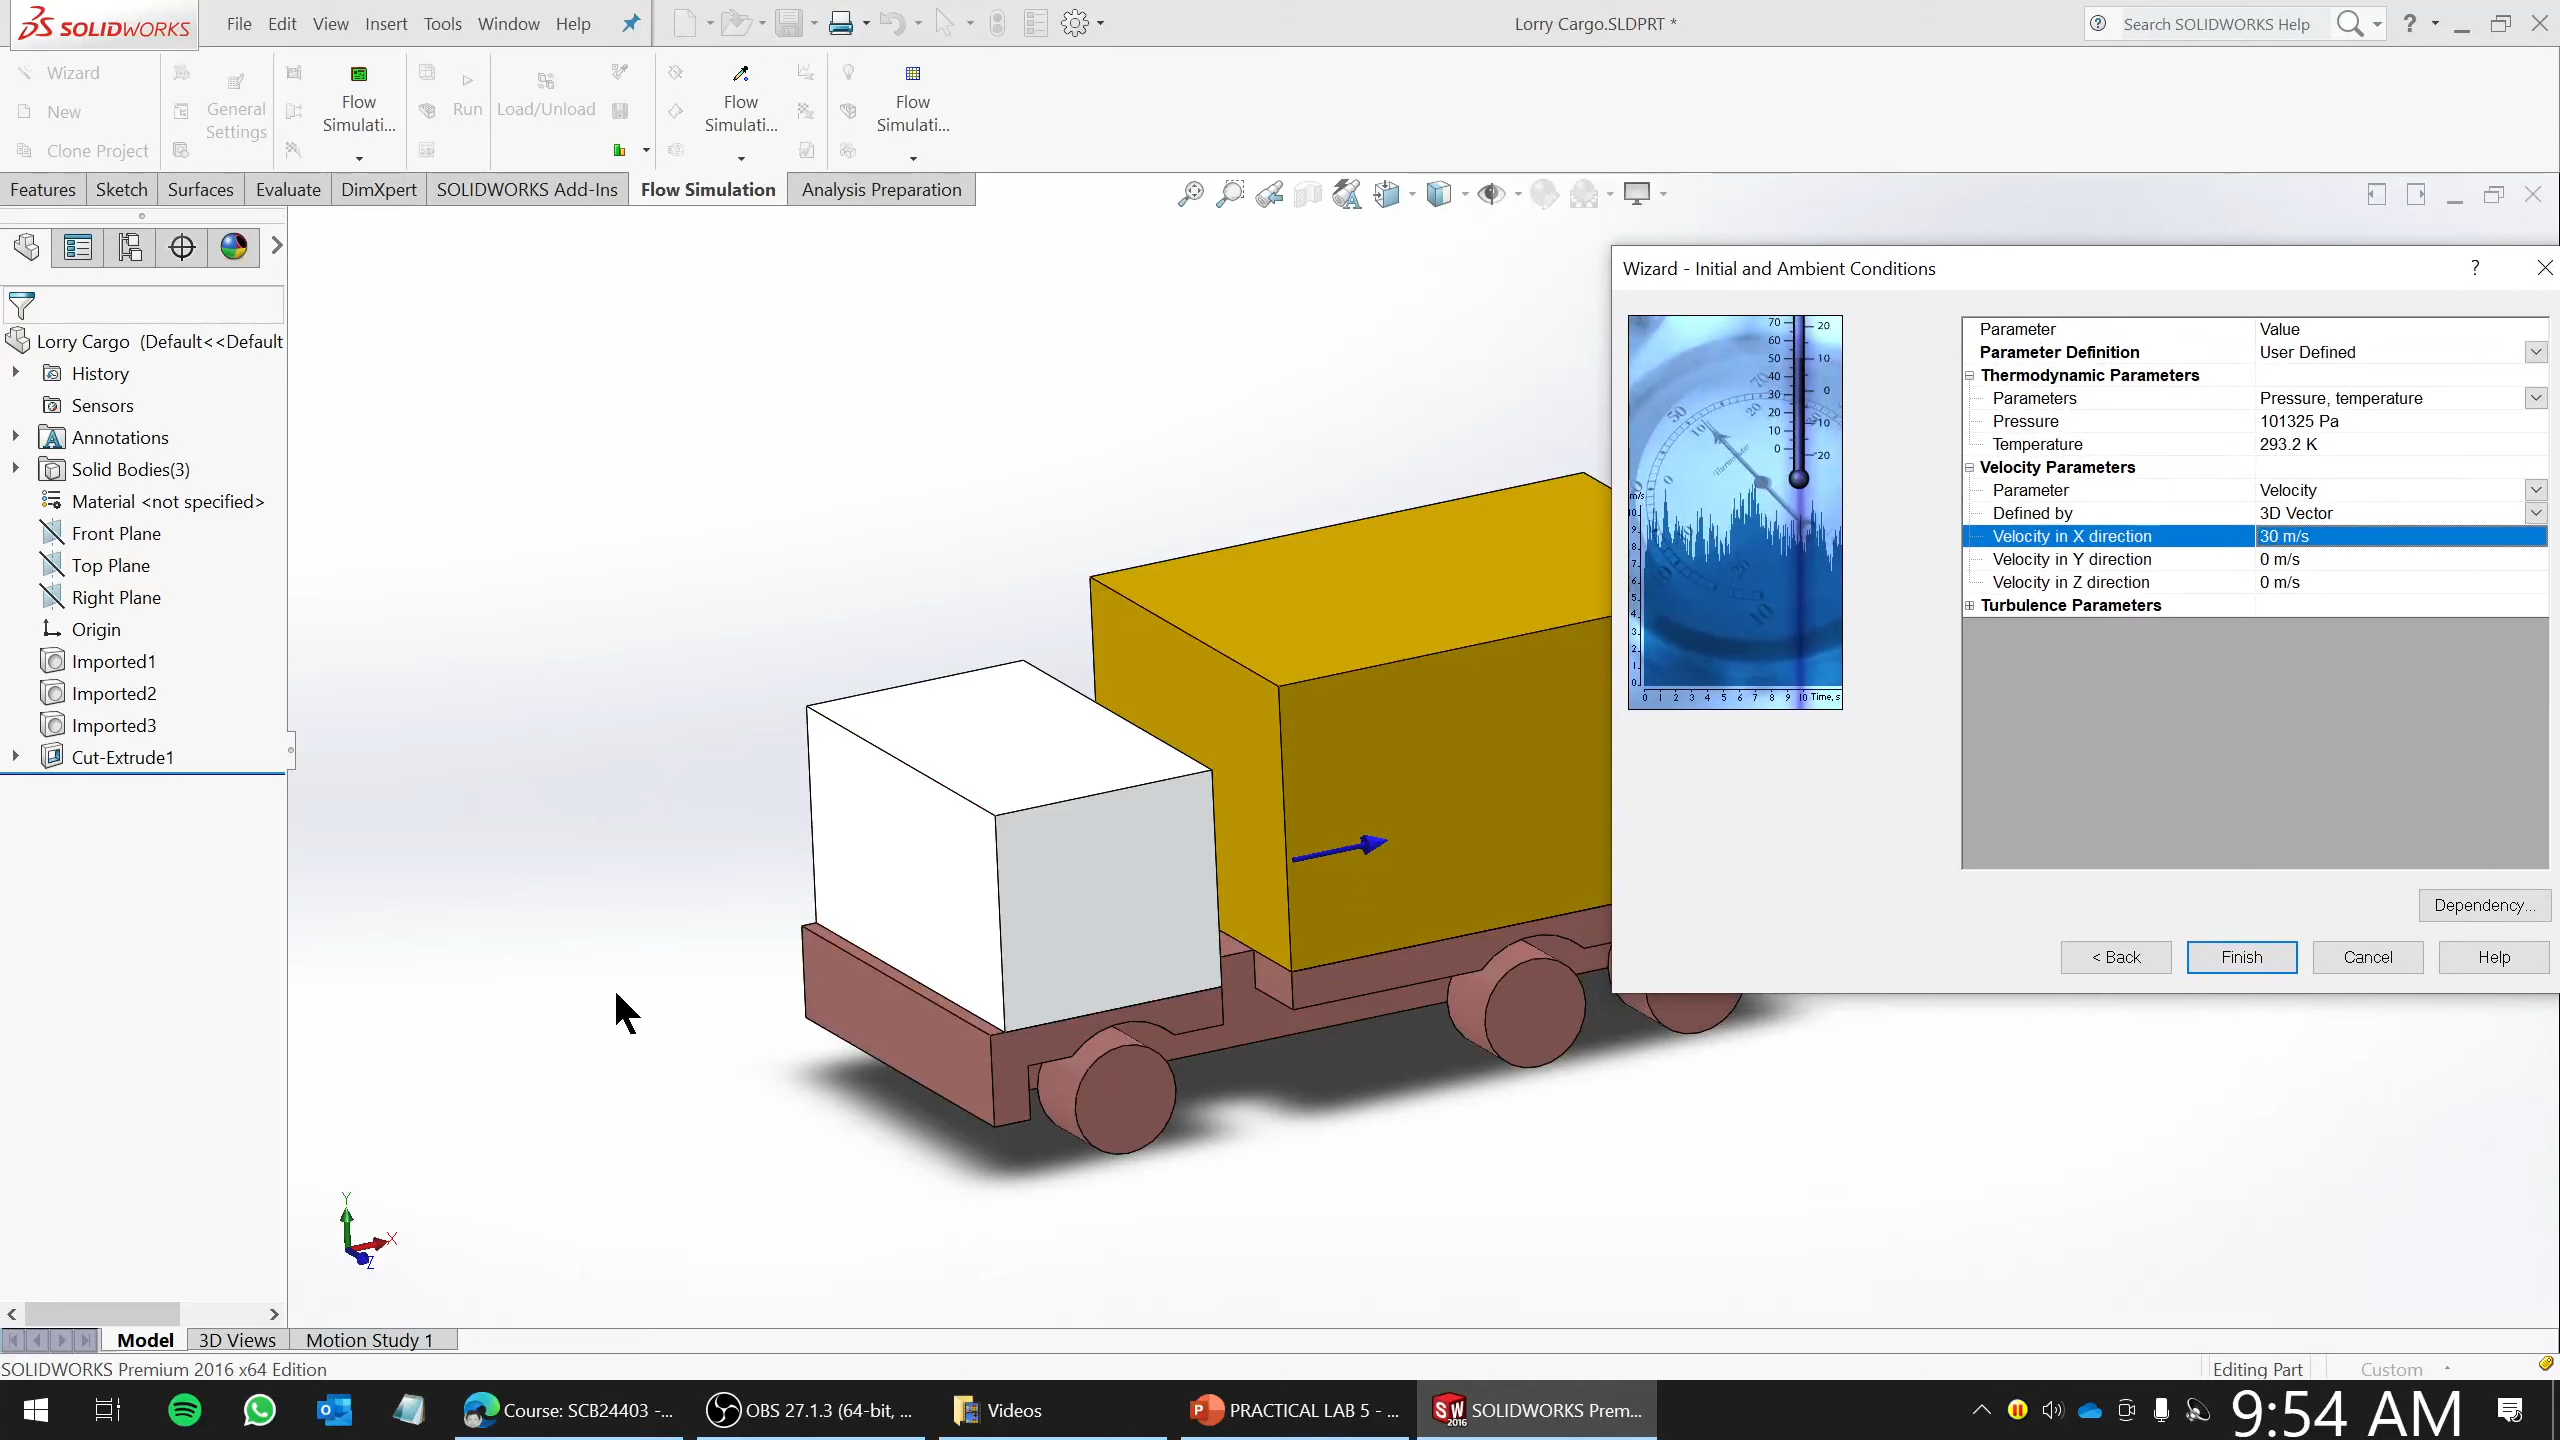 SOLIDWORKS File Edit View Insert Tools Window Help
Lorry Cargo.SLDPRT *
Search SOLIDWORKS Help
Wizard
New
Clone Project
General Settings
Flow Simulati...
Run
Load/Unload
Flow Simulati...
Flow Simulati...
Features Sketch Surfaces Evaluate DimXpert SOLIDWORKS Add-Ins Flow Simulation Analysis Preparation
Lorry Cargo (Default<<Default
History
Sensors
Annotations
Solid Bodies(3)
Material <not specified>
Front Plane
Top Plane
Right Plane
Origin
Imported1
Imported2
Imported3
Cut-Extrude1
Y
X
Z
Wizard - Initial and Ambient Conditions
Parameter Value
Parameter Definition User Defined
Thermodynamic Parameters
Parameters Pressure, temperature
Pressure 101325 Pa
Temperature 293.2 K
Velocity Parameters
Parameter Velocity
Defined by 3D Vector
Velocity in X direction 30 m/s
Velocity in Y direction 0 m/s
Velocity in Z direction 0 m/s
Turbulence Parameters
Dependency...
< Back Finish Cancel Help
Model 3D Views Motion Study 1
SOLIDWORKS Premium 2016 x64 Edition
Editing Part Custom
Course: SCB24403 -... OBS 27.1.3 (64-bit, ... Videos PRACTICAL LAB 5 - ... SOLIDWORKS Prem...
9:54 AM